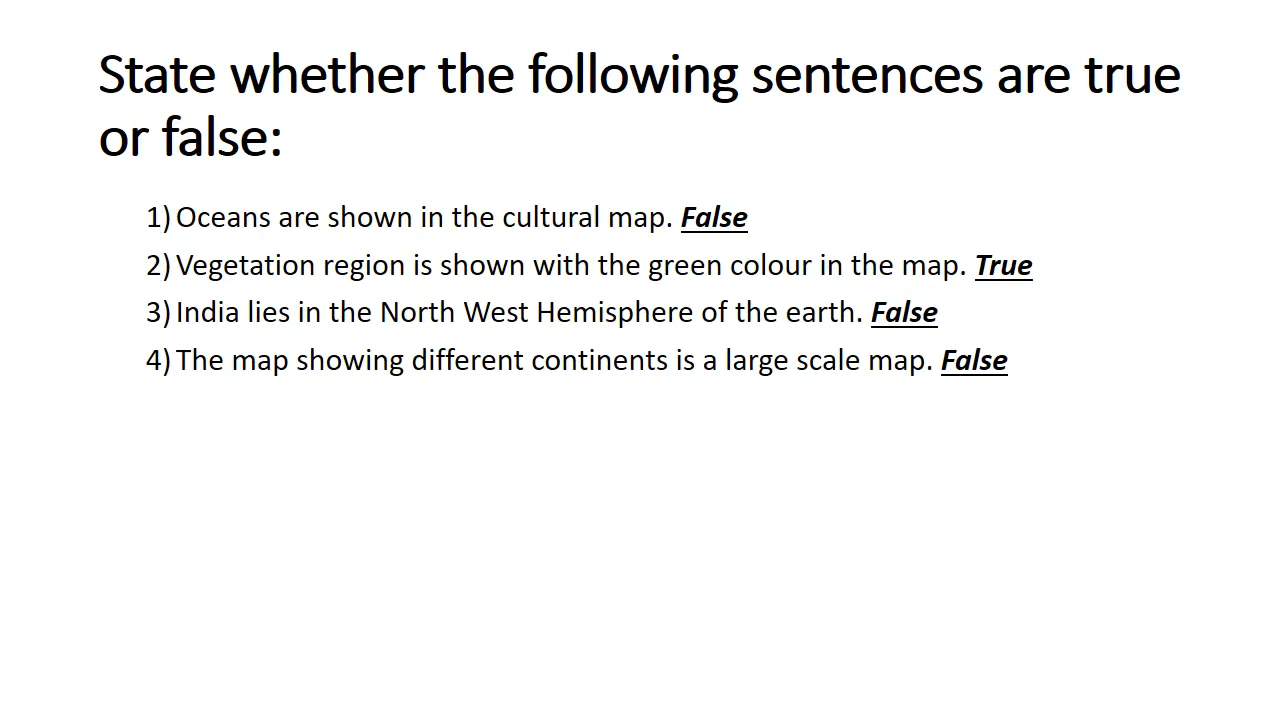 State whether the following sentences are true
or false:
1) Oceans are shown in the cultural map. False
2) Vegetation region is shown with the green colour in the map. True
3) India lies in the North West Hemisphere of the earth. False
4) The map showing different continents is a large scale map. False